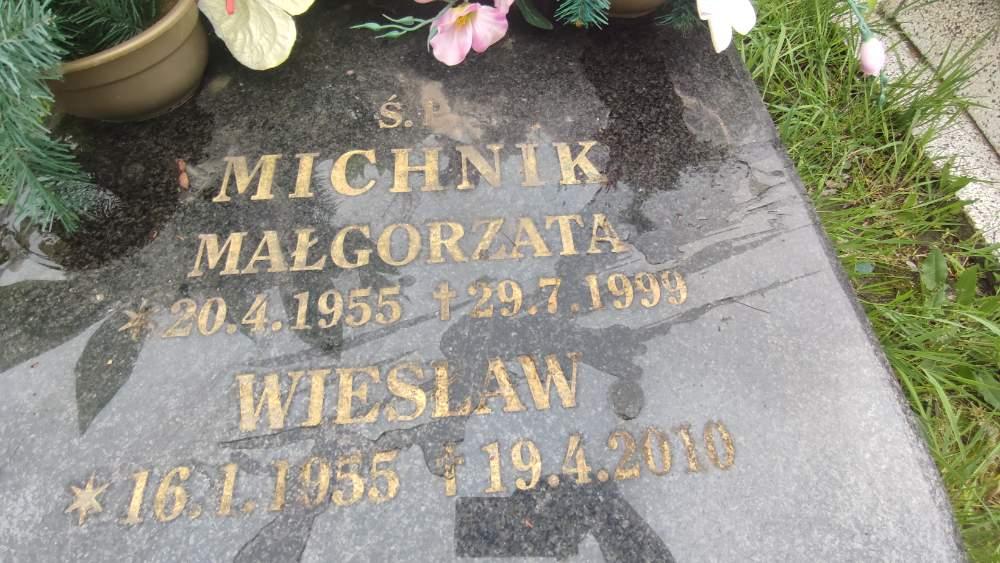 Ś.P.
MICHNIK
MAŁGORZATA
* 20.4.1955 ✝ 29.7.1999
WIESŁAW
* 16.1.1955 ✝ 19.4.2010